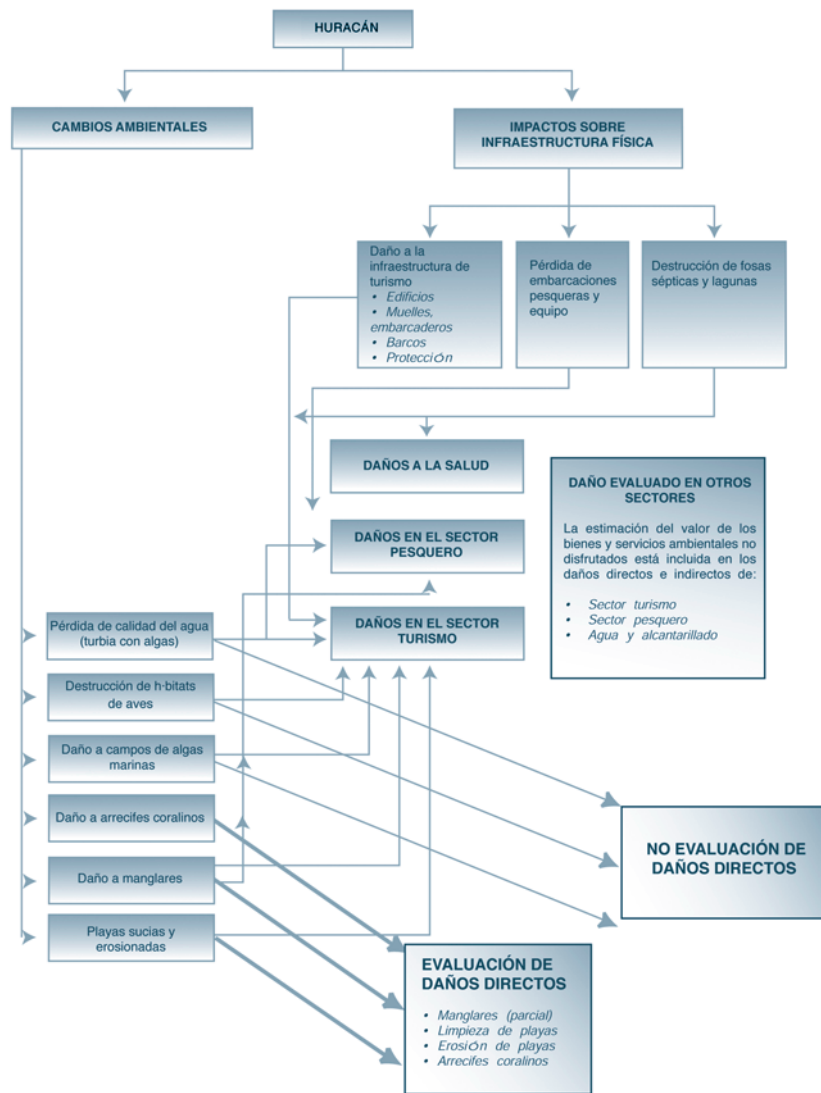 HURACÁN
CAMBIOS AMBIENTALES
IMPACTOS SOBRE
INFRAESTRUCTURA FÍSICA
Daño a la
infraestructura de
turismo
• Edificios
• Muelles,
embarcaderos
• Barcos
• Protección
Pérdida de
embarcaciones
pesqueras y
equipo
Destrucción de fosas
sépticas y lagunas
DAÑOS A LA SALUD
DAÑO EVALUADO EN OTROS
SECTORES
La estimación del valor de los
bienes y servicios ambientales no
disfrutados está incluida en los
daños directos e indirectos de:
• Sector turismo
• Sector pesquero
• Agua y alcantarillado
DAÑOS EN EL SECTOR
PESQUERO
DAÑOS EN EL SECTOR
TURISMO
Pérdida de calidad del agua
(turbia con algas)
Destrucción de h-bitats
de aves
Daño a campos de algas
marinas
Daño a arrecifes coralinos
Daño a manglares
Playas sucias y
erosionadas
NO EVALUACIÓN DE
DAÑOS DIRECTOS
EVALUACIÓN DE
DAÑOS DIRECTOS
• Manglares (parcial)
• Limpieza de playas
• Erosión de playas
• Arrecifes coralinos